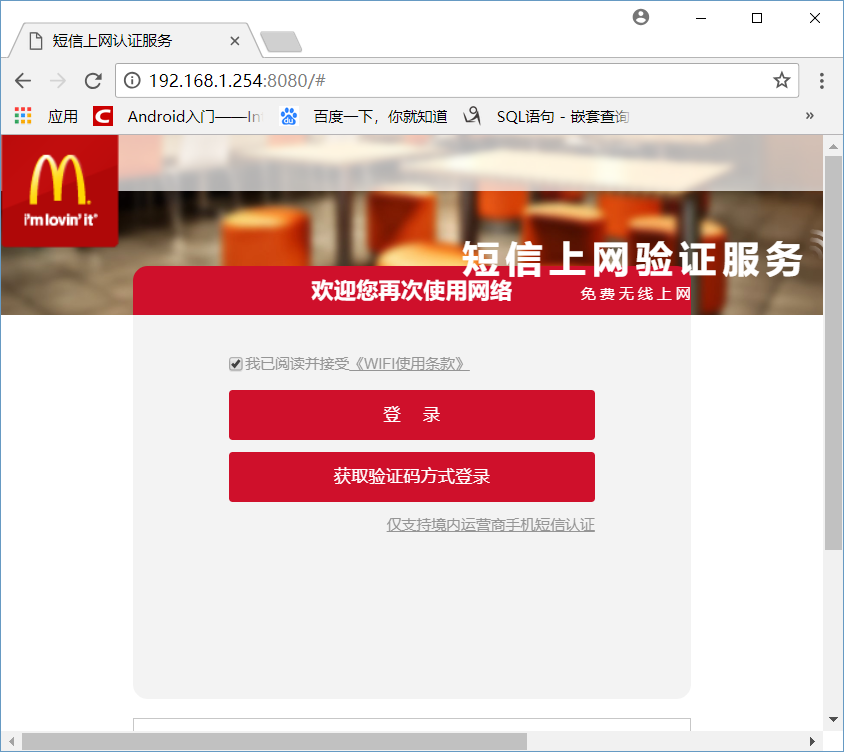 短信上网认证服务
192.168.1.254:8080/#
应用 Android入门——In 百度一下，你就知道 SQL语句 - 嵌套查询 »
i'm lovin' it
短信上网验证服务
欢迎您再次使用网络
免费无线上网
我已阅读并接受《WIFI使用条款》
登 录
获取验证码方式登录
仅支持境内运营商手机短信认证